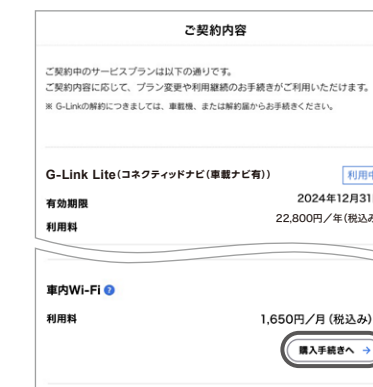 ご契約内容
ご契約中のサービスプランは以下の通りです。
ご契約内容に応じて、プラン変更や利用継続のお手続きがご利用いただけます。
※ G-Linkの解約につきましては、車載機、または解約届からお手続きください。
G-Link Lite(コネクティッドナビ(車載ナビ有)) 利用中
有効期限 2024年12月31
利用料 22,800円/年(税込み
車内Wi-Fi ?
利用料 1,650円/月(税込み)
購入手続きへ →